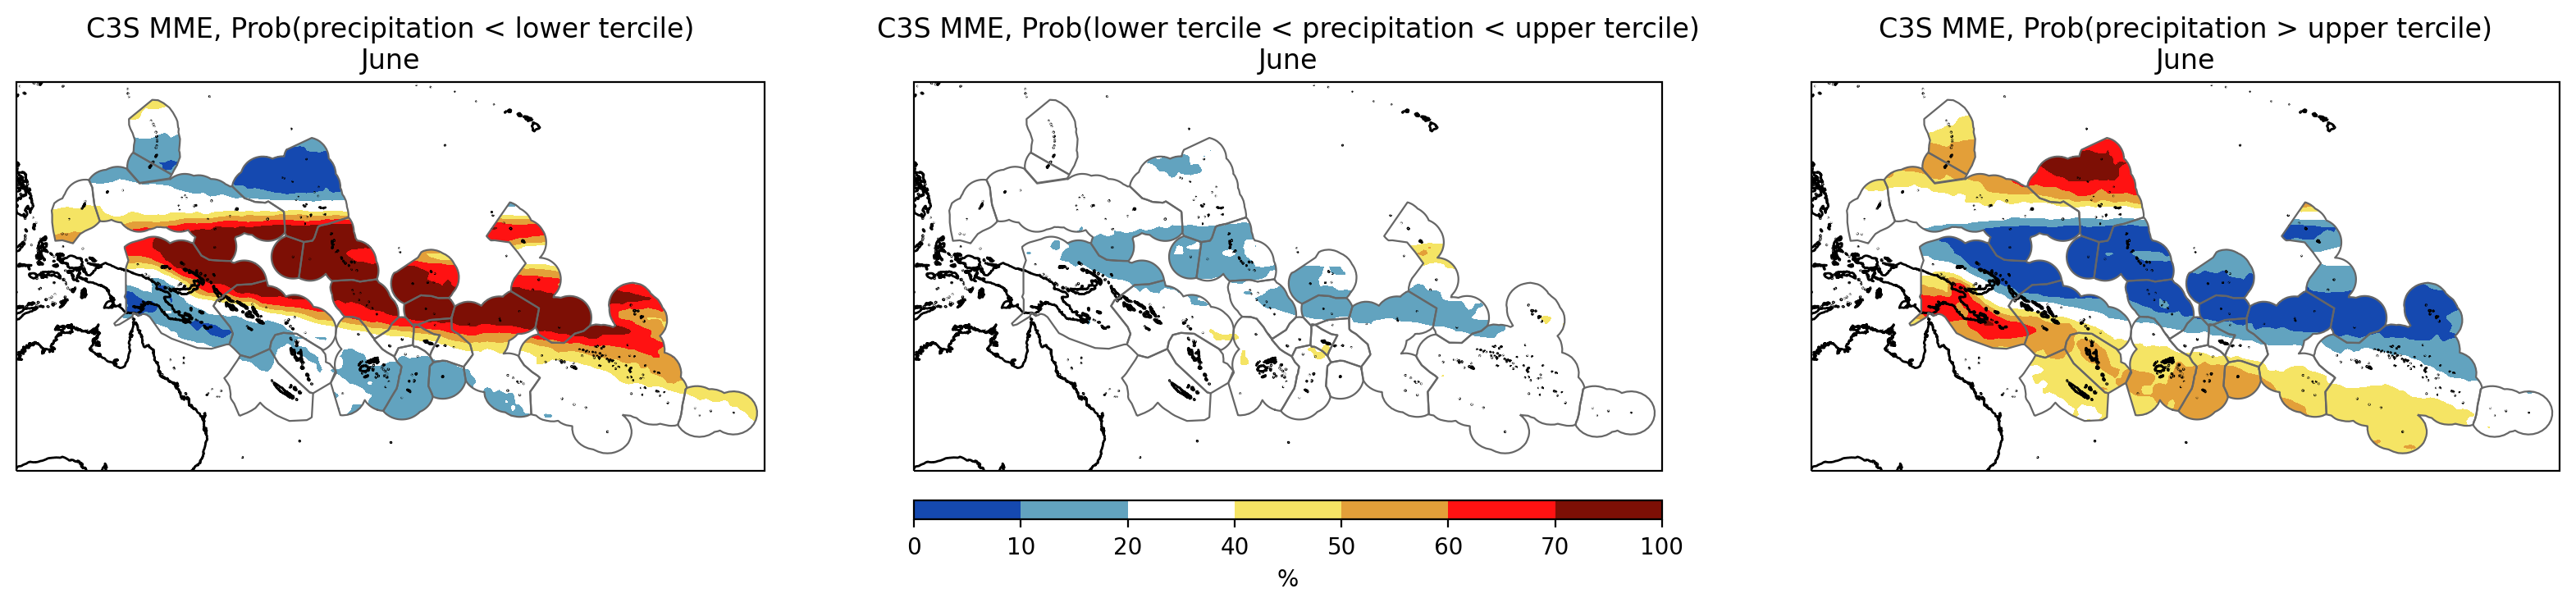 C3S MME, Prob(precipitation < lower tercile)
June
C3S MME, Prob(lower tercile < precipitation < upper tercile)
June
C3S MME, Prob(precipitation > upper tercile)
June
0 10 20 40 50 60 70 100
%